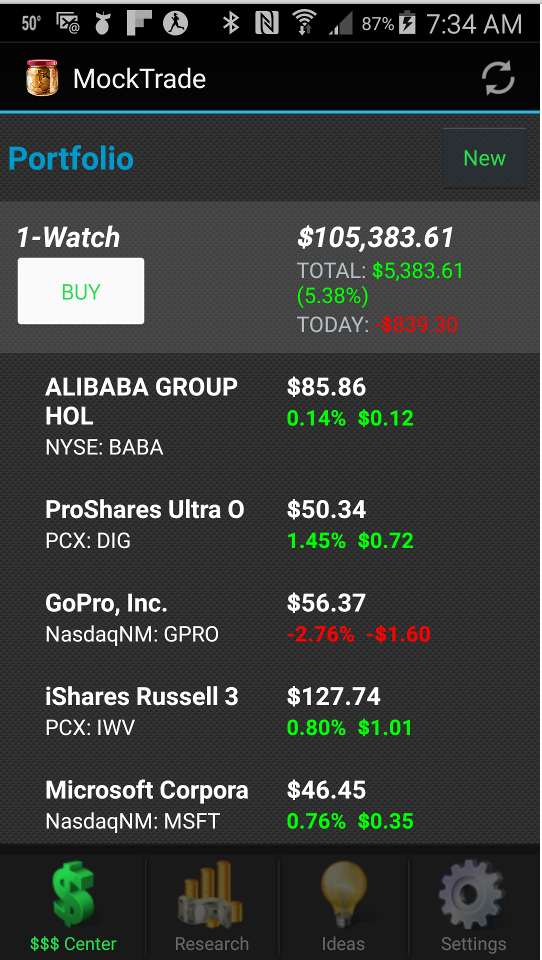 50° 87% 7:34 AM
MockTrade
Portfolio
New
1-Watch
$105,383.61
BUY
TOTAL: $5,383.61
(5.38%)
TODAY: -$839.30
ALIBABA GROUP
HOL
$85.86
0.14% $0.12
NYSE: BABA
ProShares Ultra O
$50.34
PCX: DIG
1.45% $0.72
GoPro, Inc.
$56.37
NasdaqNM: GPRO
-2.76% -$1.60
iShares Russell 3
$127.74
PCX: IWV
0.80% $1.01
Microsoft Corpora
$46.45
NasdaqNM: MSFT
0.76% $0.35
$$$ Center
Research
Ideas
Settings